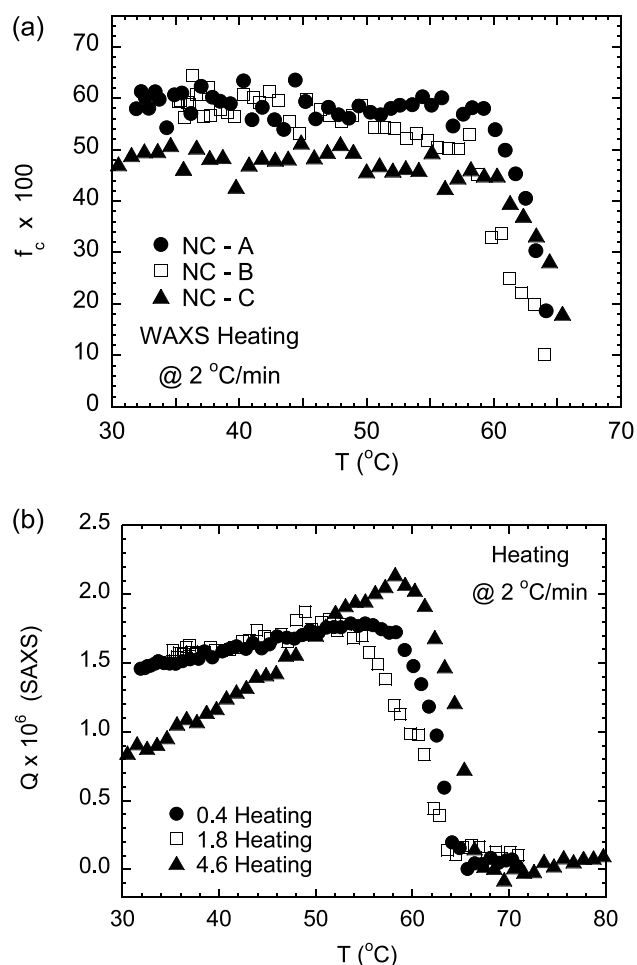 (a)
70
60
50
40
30
20
10
0
f_c x 100
NC - A
NC - B
NC - C
WAXS Heating
@ 2 °C/min
30 40 50 60 70
T (°C)
(b)
2.5
2.0
1.5
1.0
0.5
0.0
Q x 10⁶ (SAXS)
Heating
@ 2 °C/min
0.4 Heating
1.8 Heating
4.6 Heating
30 40 50 60 70 80
T (°C)